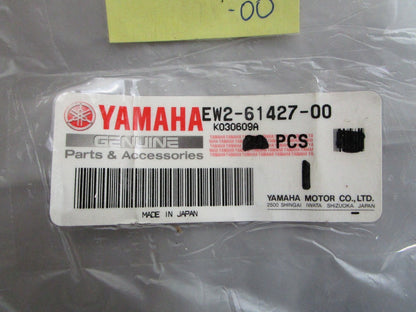 -00
YAMAHA EW2-61427-00
K030609A
GENUINE PCS
Parts & Accessories
MADE IN JAPAN
YAMAHA MOTOR CO.,LTD.
2500 SHINGAI IWATA SHIZUOKA JAPAN